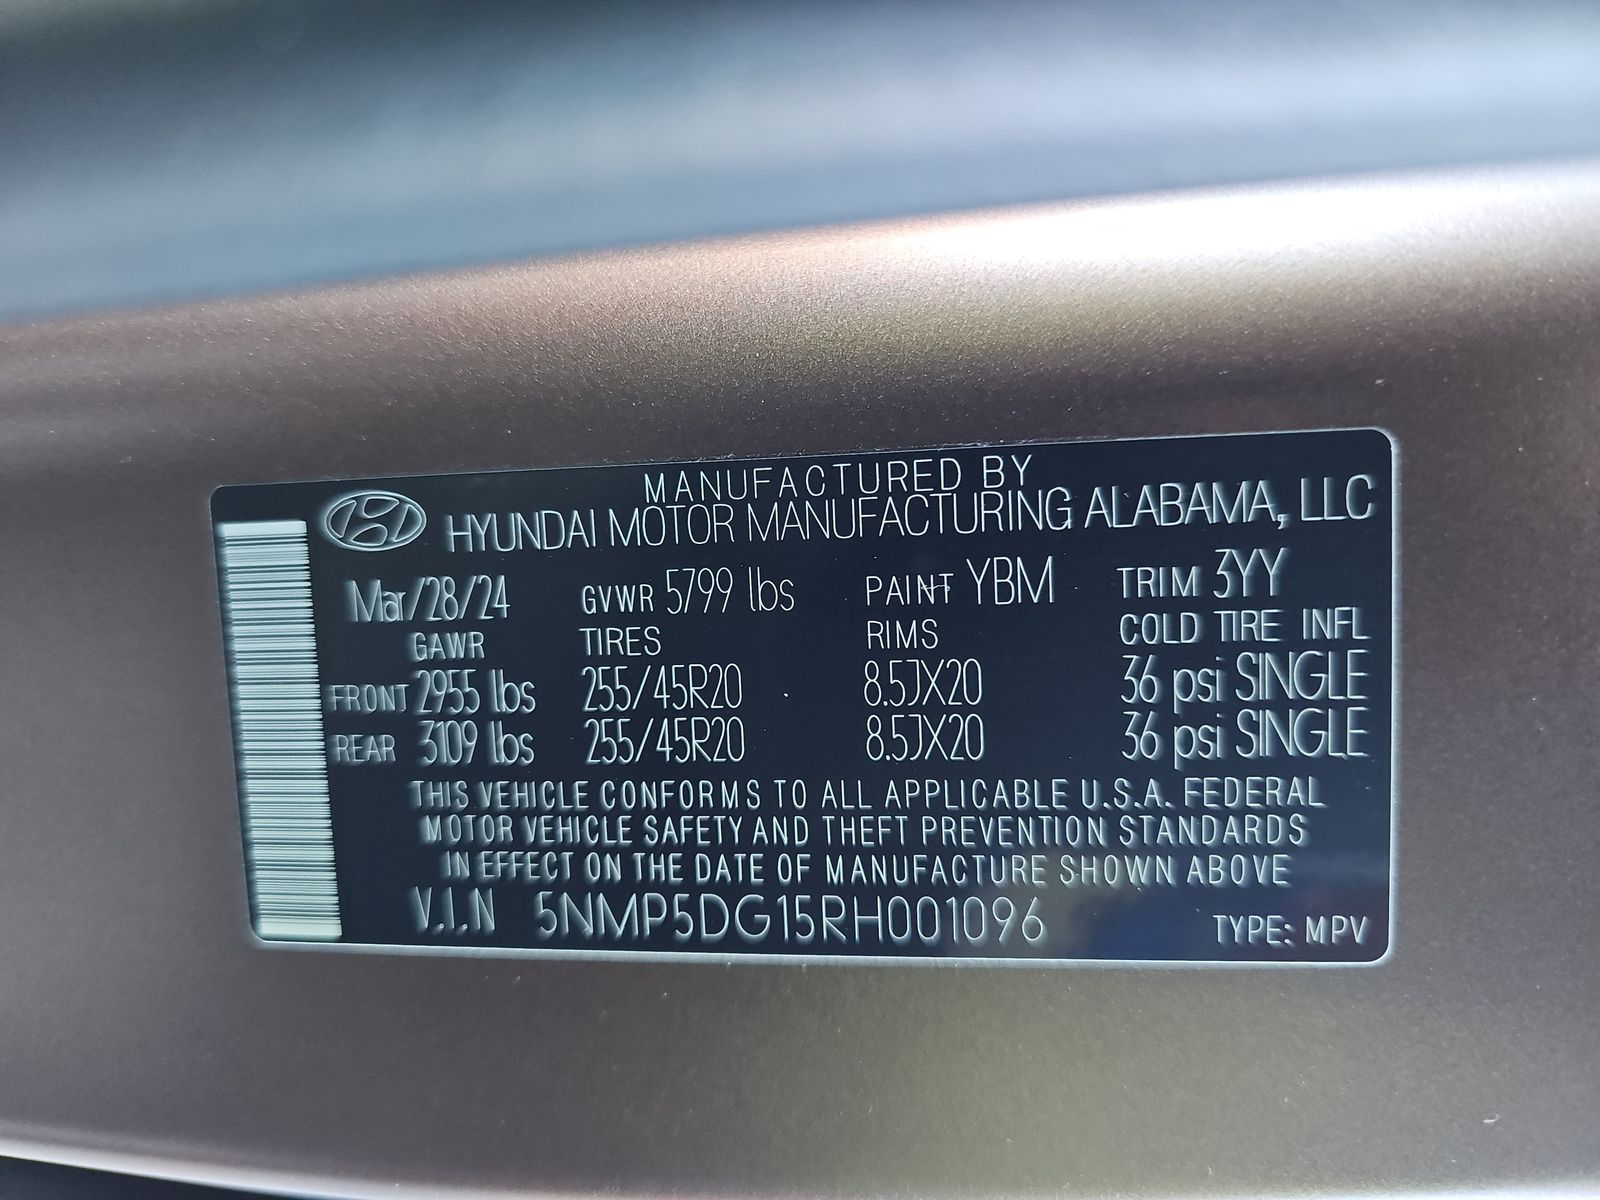 MANUFACTURED BY
HYUNDAI MOTOR MANUFACTURING ALABAMA, LLC
Mar/28/24 GVWR 5799 lbs PAINT YBM TRIM 3YY
GAWR TIRES RIMS COLD TIRE INFL
FRONT 2955 lbs 255/45R20 8.5JX20 36 psi SINGLE
REAR 3109 lbs 255/45R20 8.5JX20 36 psi SINGLE
THIS VEHICLE CONFORMS TO ALL APPLICABLE U.S.A. FEDERAL
MOTOR VEHICLE SAFETY AND THEFT PREVENTION STANDARDS
IN EFFECT ON THE DATE OF MANUFACTURE SHOWN ABOVE
V.I.N 5NMP5DG15RH001096 TYPE: MPV